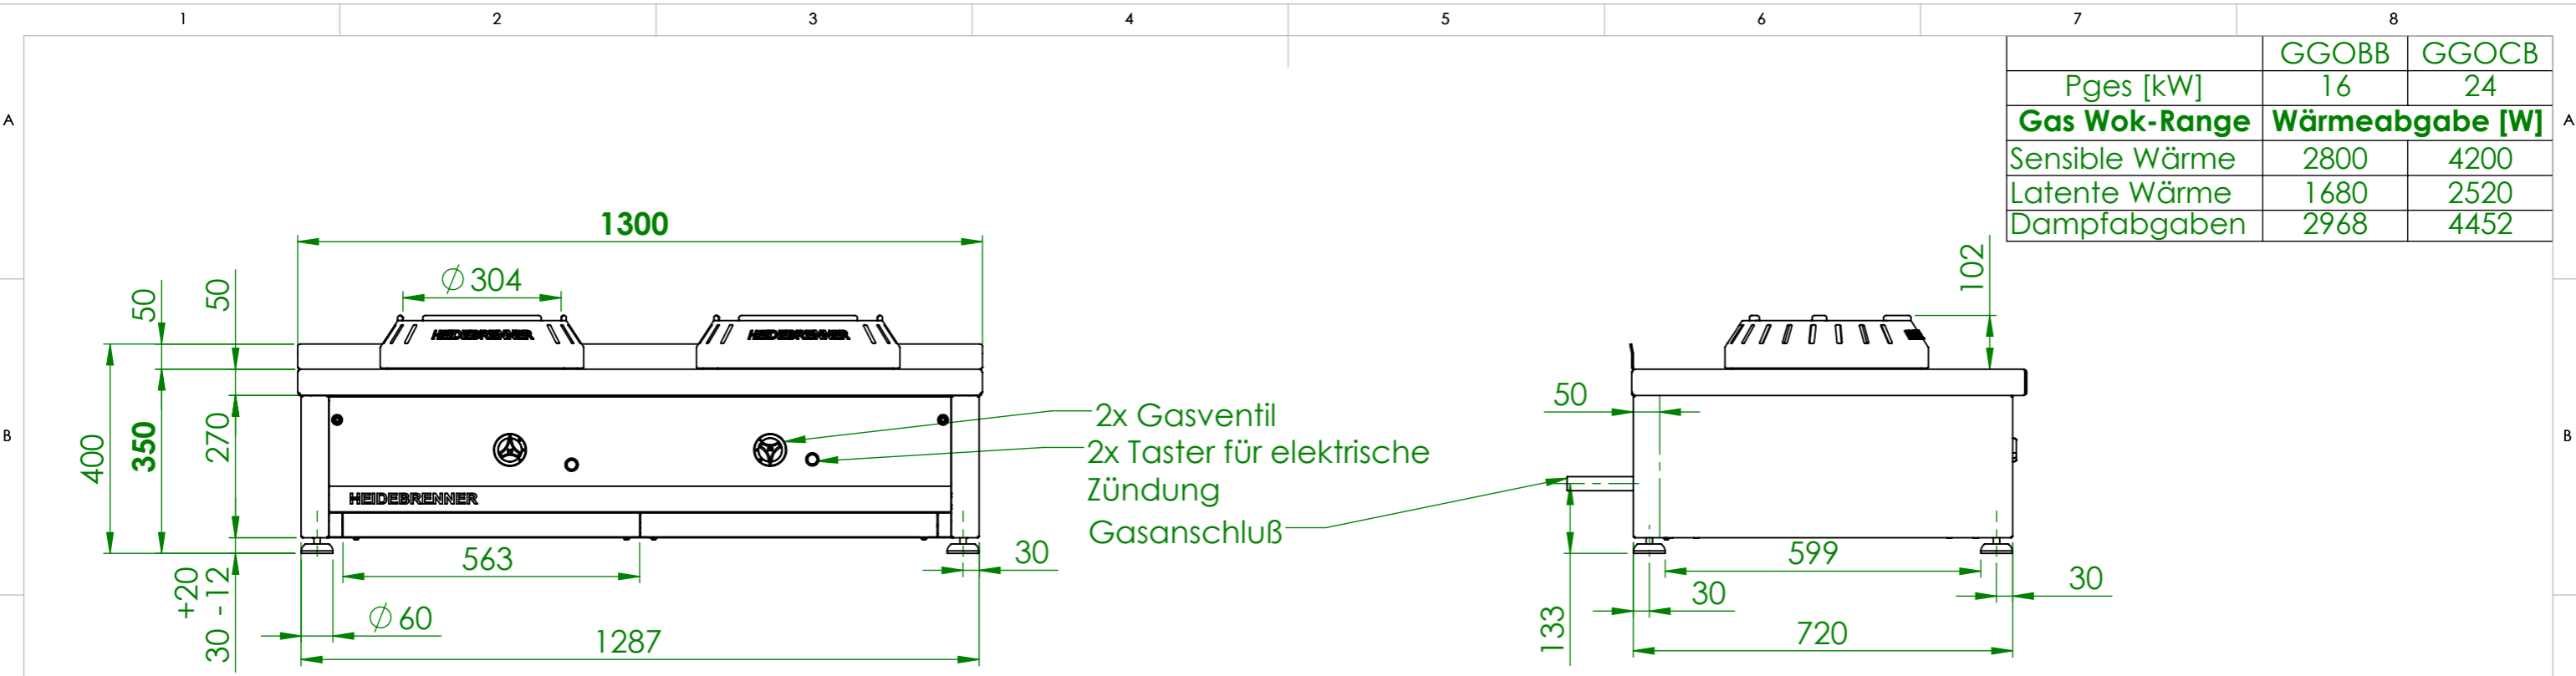 1 2 3 4 5 6 7 8
GGOBB GGOCB
Pges [kW] 16 24
Gas Wok-Range Wärmeabgabe [W]
Sensible Wärme 2800 4200
Latente Wärme 1680 2520
Dampfabgaben 2968 4452
A A
1300
∅304
50 50
102
HEIDEBRENNER HEIDEBRENNER
400 350 270
B B
2x Gasventil
2x Taster für elektrische
Zündung
Gasanschluß
50
HEIDEBRENNER
563
30
+20
30 -12
∅60
1287
599
30
30
133
720